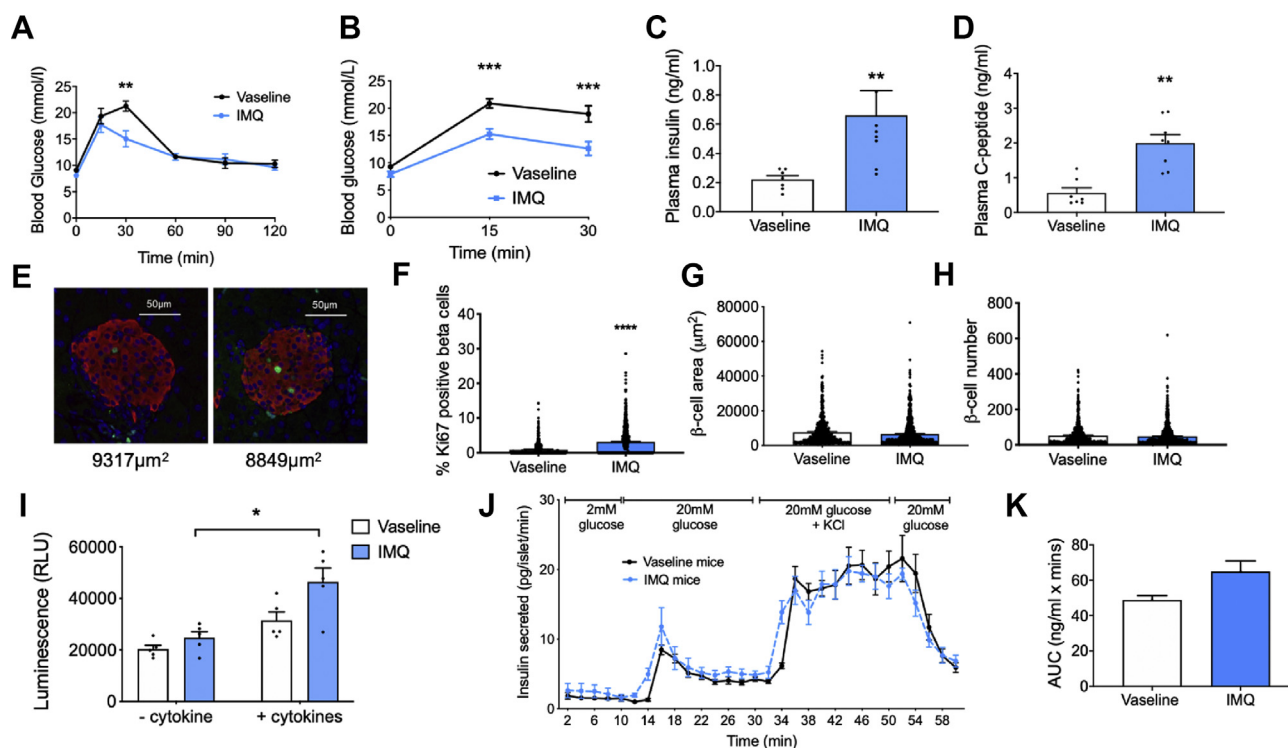 A
Blood Glucose (mmol/l)
25
20
15
10
5
0
**
Vaseline
IMQ
0 30 60 90 120
Time (min)
B
Blood glucose (mmol/L)
25
20
15
10
5
0
*** ***
Vaseline
IMQ
0 15 30
Time (min)
C
Plasma insulin (ng/ml)
1.0
0.8
0.6
0.4
0.2
0.0
**
Vaseline IMQ
D
Plasma C-peptide (ng/ml)
4
3
2
1
0
**
Vaseline IMQ
E
50μm 50μm
9317μm² 8849μm²
F
% Ki67 positive beta cells
40
30
20
10
0
****
Vaseline IMQ
G
β-cell area (μm²)
80000
60000
40000
20000
0
Vaseline IMQ
H
β-cell number
800
600
400
200
0
Vaseline IMQ
I
Luminescence (RLU)
60000
40000
20000
0
*
Vaseline
IMQ
- cytokine + cytokines
J
Insulin secreted (pg/islet/min)
30
20
10
0
2mM glucose
20mM glucose
20mM glucose + KCl
20mM glucose
Vaseline mice
IMQ mice
2 6 10 14 18 22 26 30 34 38 42 46 50 54 58
Time (min)
K
AUC (ng/ml x mins)
80
60
40
20
0
Vaseline IMQ